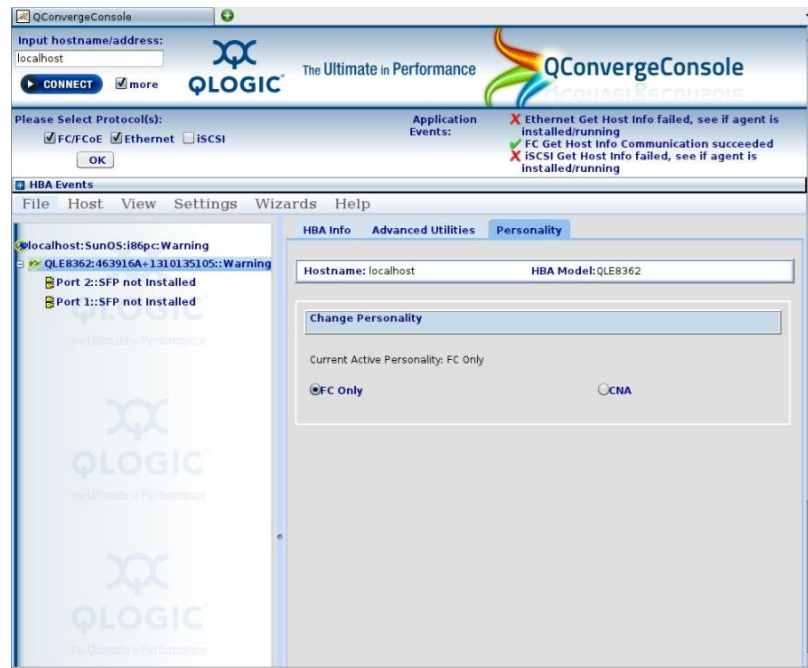 QConvergeConsole
Input hostname/address:
localhost
CONNECT
more
QLOGIC
The Ultimate in Performance
QConvergeConsole
Please Select Protocol(s):
FC/FCoE Ethernet iSCSI
OK
Application
Events:
Ethernet Get Host Info failed, see if agent is
installed/running
FC Get Host Info Communication succeeded
iSCSI Get Host Info failed, see if agent is
installed/running
HBA Events
File Host View Settings Wizards Help
localhost:SunOS:i86pc:Warning
QLE8362:463916A+1310135105::Warning
Port 2::SFP not Installed
Port 1::SFP not Installed
QLOGIC
The Ultimate in Performance
QLOGIC
The Ultimate in Performance
QLOGIC
The Ultimate in Performance
HBA Info Advanced Utilities Personality
Hostname: localhost HBA Model:QLE8362
Change Personality
Current Active Personality: FC Only
FC Only CNA